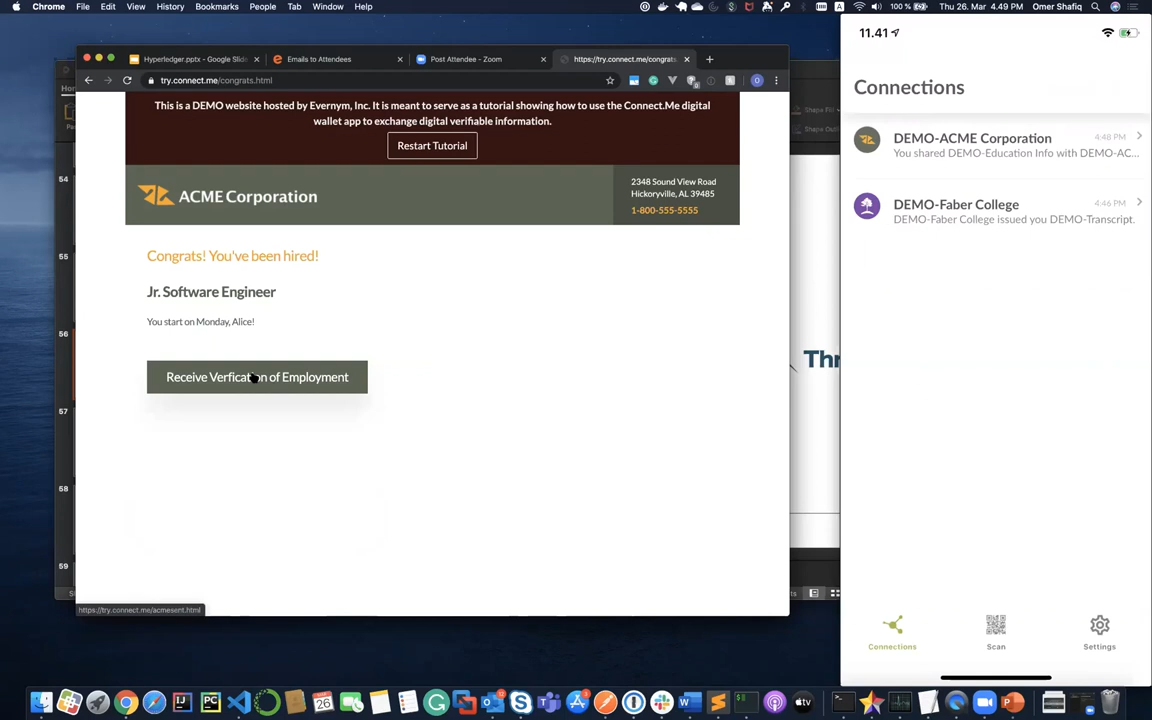 Chrome File Edit View History Bookmarks People Tab Window Help
100 %
Thu 26. Mar 4.49 PM Omer Shafiq
Hyperledger.pptx - Google Slid
Emails to Attendees
Post Attendee - Zoom
https://try.connect.me/congrats.
try.connect.me/congrats.html
This is a DEMO website hosted by Evernym, Inc. It is meant to serve as a tutorial showing how to use the Connect.Me digital
wallet app to exchange digital verifiable information.
Restart Tutorial
ACME Corporation
2348 Sound View Road
Hickoryville, AL 39485
1-800-555-5555
Congrats! You've been hired!
Jr. Software Engineer
You start on Monday, Alice!
Receive Verfication of Employment
https://try.connect.me/acmesent.html
54
55
56
57
58
59
Shape Fill
Thr
11.41
Connections
DEMO-ACME Corporation
4:48 PM
You shared DEMO-Education Info with DEMO-AC...
DEMO-Faber College
4:46 PM
DEMO-Faber College issued you DEMO-Transcript.
Connections
Scan
Settings